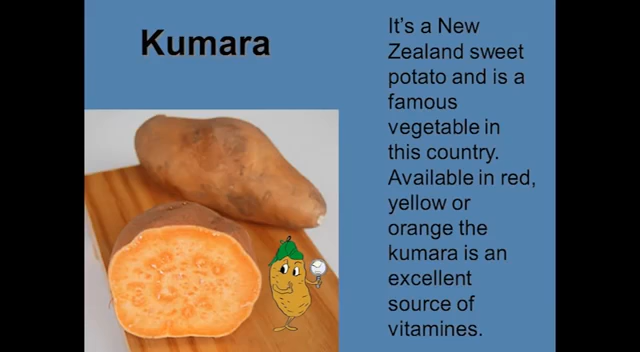 Kumara
It's a New
Zealand sweet
potato and is a
famous
vegetable in
this country.
Available in red,
yellow or
orange the
kumara is an
excellent
source of
vitamines.